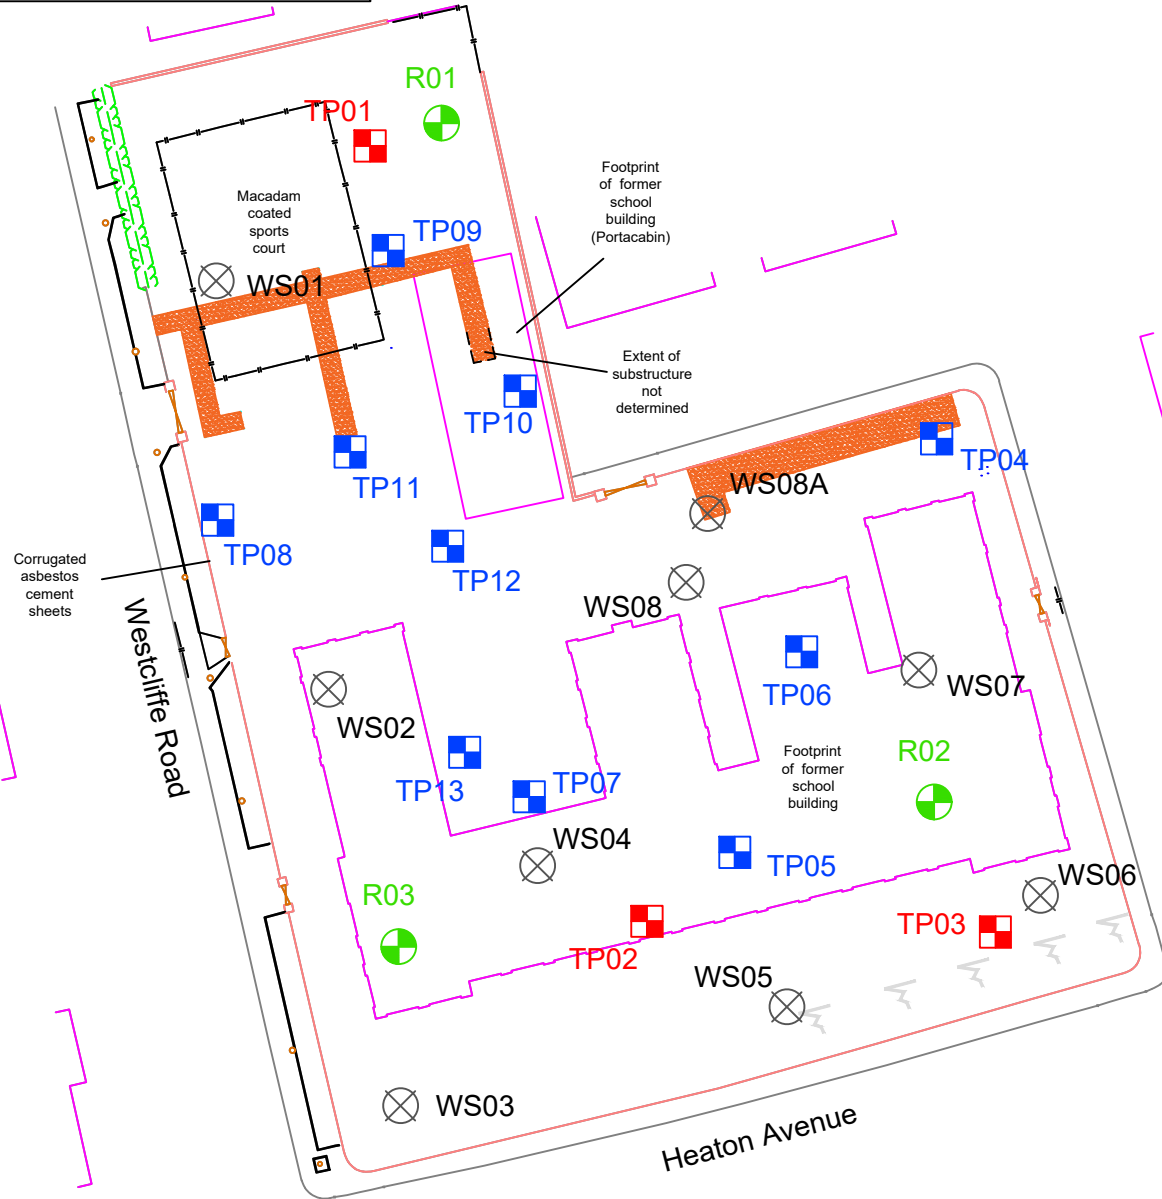 R01
TP01
Footprint
of former
school
building
(Portacabin)
Macadam
coated
sports
court
TP09
WS01
Extent of
substructure
not
determined
TP10
TP04
TP11
WS08A
TP08
Corrugated
asbestos
cement
sheets
TP12
WS08
Westcliffe Road
TP06
WS07
WS02
Footprint
of former
school
building
R02
TP13
TP07
WS04
TP05
WS06
R03
TP03
TP02
WS05
WS03
Heaton Avenue